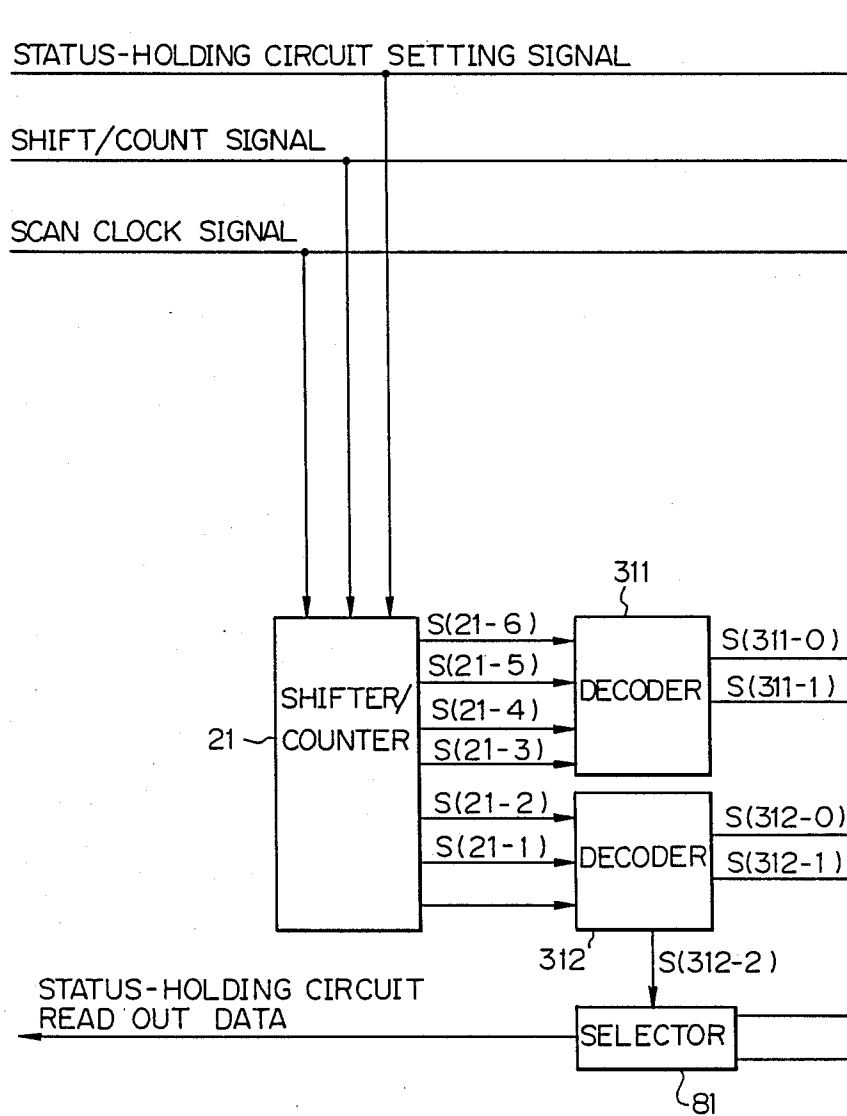 STATUS-HOLDING CIRCUIT SETTING SIGNAL
SHIFT/COUNT SIGNAL
SCAN CLOCK SIGNAL
311
S(21-6)
S(311-0)
S(21-5)
SHIFTER/
DECODER
S(311-1)
S(21-4)
21
COUNTER
S(21-3)
S(21-2)
S(312-0)
S(21-1)
DECODER
S(312-1)
312
S(312-2)
STATUS-HOLDING CIRCUIT
READ OUT DATA
SELECTOR
81